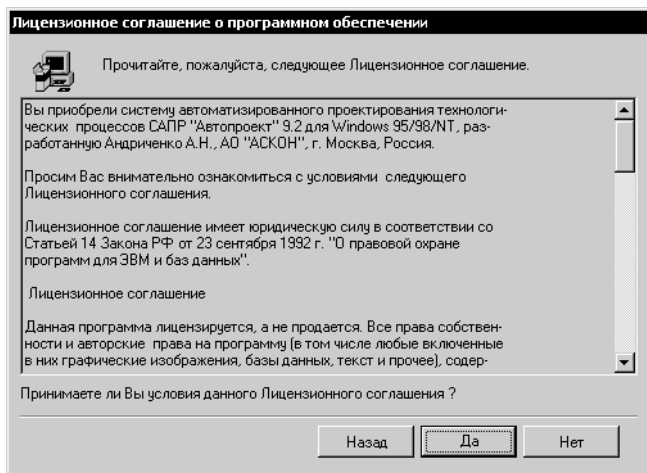 Лицензионное соглашение о программном обеспечении
Прочитайте, пожалуйста, следующее Лицензионное соглашение.
Вы приобрели систему автоматизированного проектирования технологи-
ческих процессов САПР "Автопроект" 9.2 для Windows 95/98/NT, раз-
работанную Андриченко А.Н., АО "АСКОН", г. Москва, Россия.
Просим Вас внимательно ознакомиться с условиями следующего
Лицензионного соглашения.
Лицензионное соглашение имеет юридическую силу в соответствии со
Статьей 14 Закона РФ от 23 сентября 1992 г. "О правовой охране
программ для ЭВМ и баз данных".
Лицензионное соглашение
Данная программа лицензируется, а не продается. Все права собствен-
ности и авторские права на программу (в том числе любые включенные
в них графические изображения, базы данных, текст и прочее), содер-
Принимаете ли Вы условия данного Лицензионного соглашения ?
Назад Да Нет